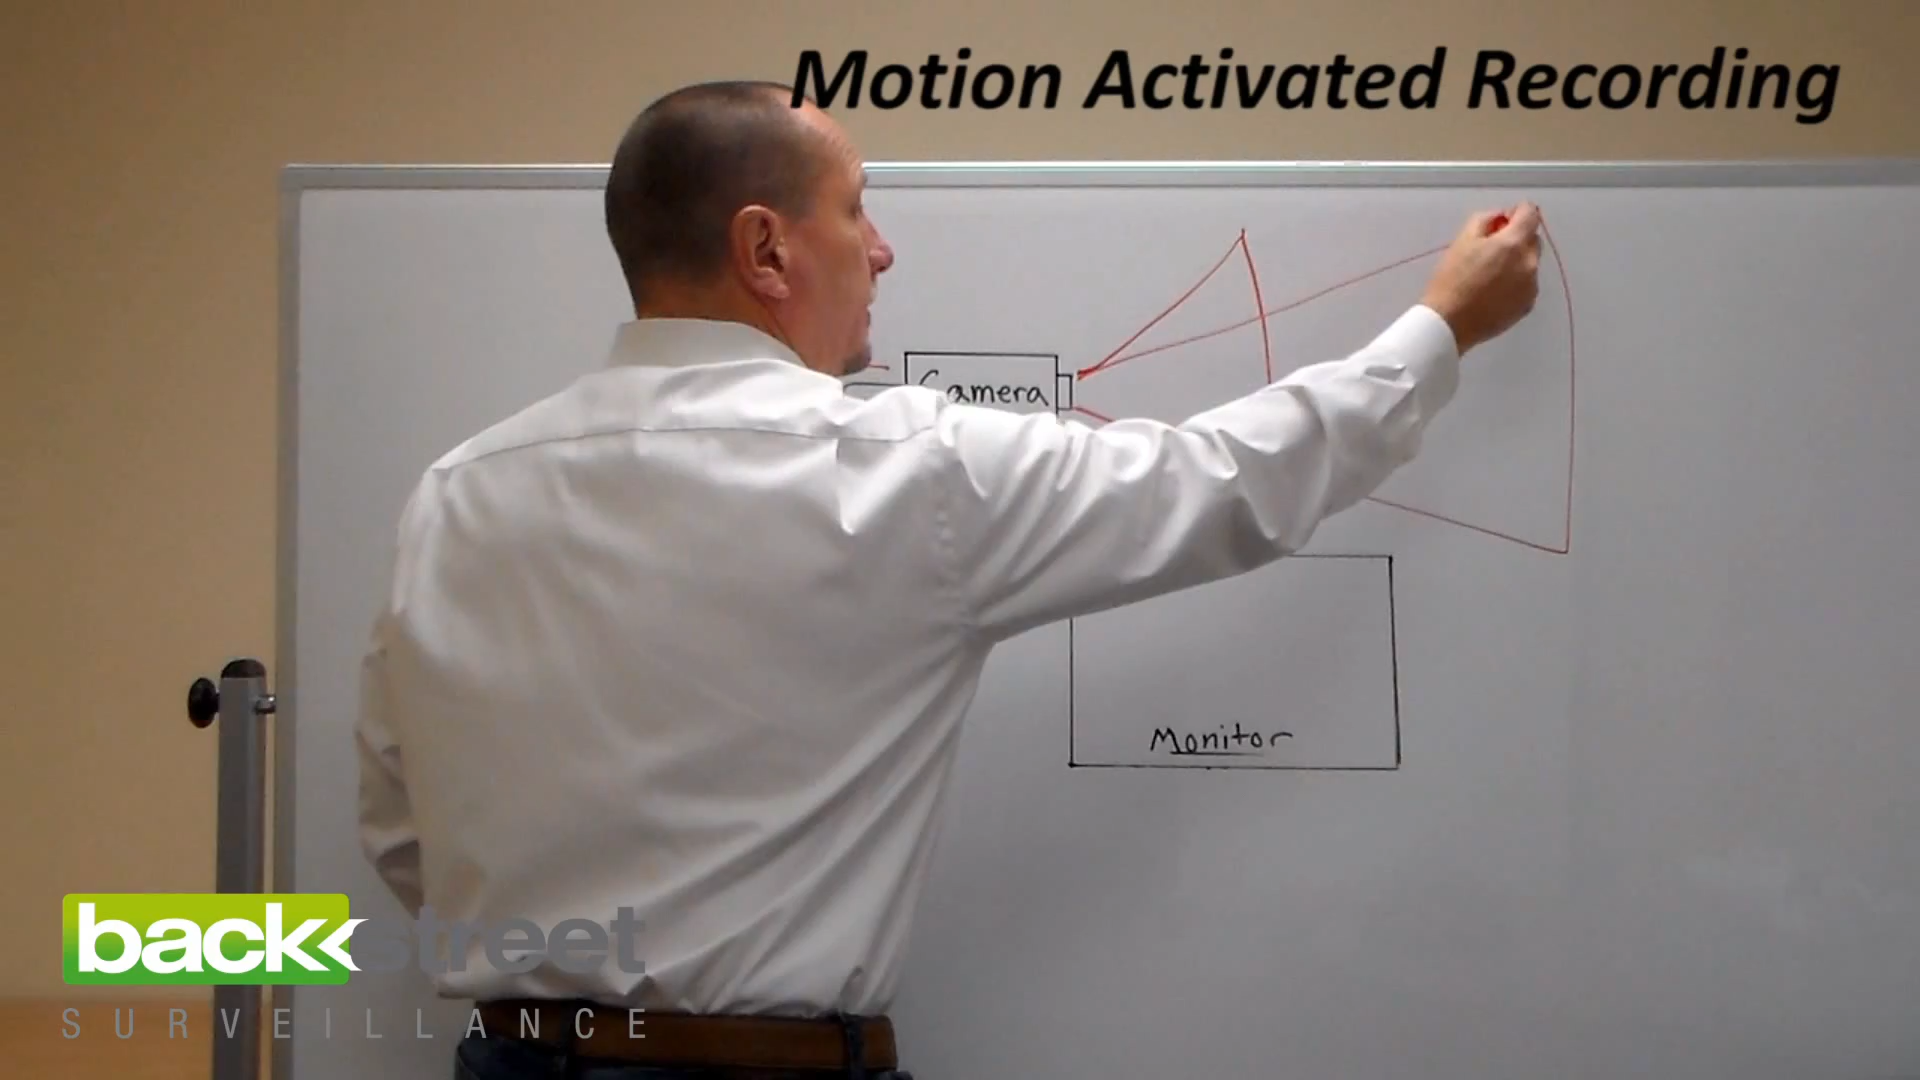 Motion Activated Recording
Camera
Monitor
backstreet
SURVEILLANCE